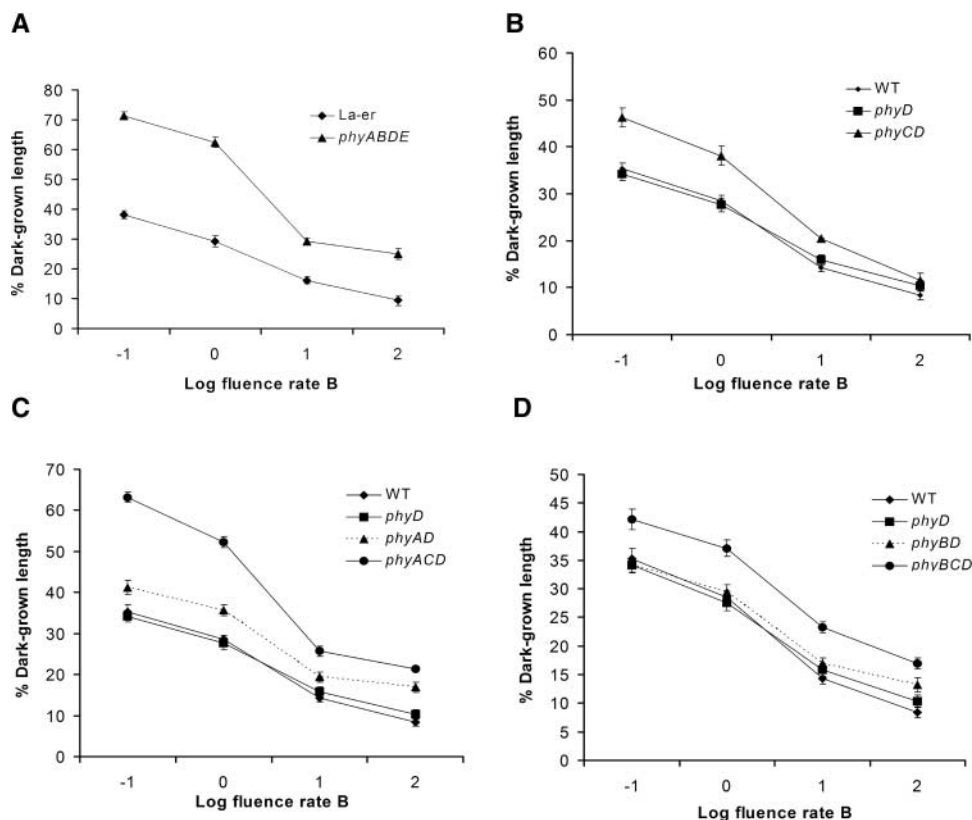 A
80
70
60
50
40
30
20
10
0
% Dark-grown length
La-er
phyABDE
-1 0 1 2
Log fluence rate B
B
60
50
40
30
20
10
0
% Dark-grown length
WT
phyD
phyCD
-1 0 1 2
Log fluence rate B
C
70
60
50
40
30
20
10
0
% Dark-grown length
WT
phyD
phyAD
phyACD
-1 0 1 2
Log fluence rate B
D
50
45
40
35
30
25
20
15
10
5
0
% Dark-grown length
WT
phyD
phyBD
phyBCD
-1 0 1 2
Log fluence rate B